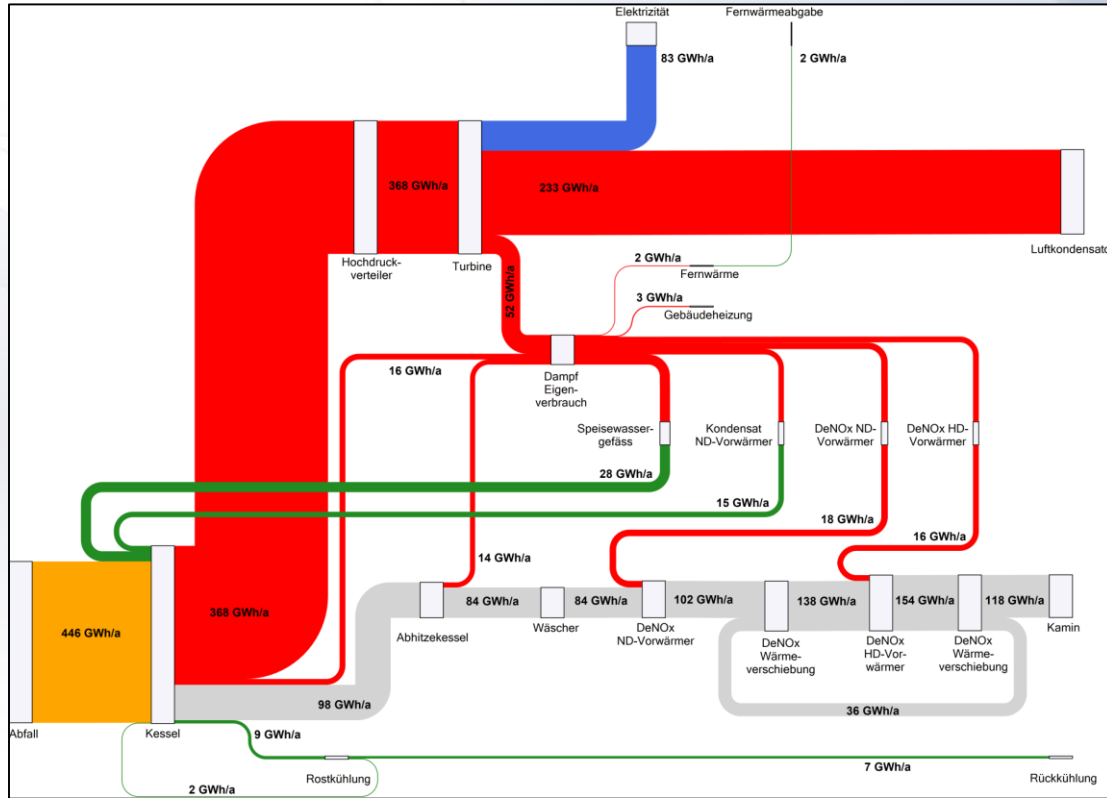 Elektrizität
Fernwärmeabgabe
83 GWh/a
2 GWh/a
368 GWh/a
233 GWh/a
Hochdruck-
verteiler
Turbine
Luftkondensato
52 GWh/a
2 GWh/a
Fernwärme
3 GWh/a
Gebäudeheizung
16 GWh/a
Dampf
Eigen-
verbrauch
Speisewasser-
gefäss
Kondensat
ND-Vorwärmer
DeNOx ND-
Vorwärmer
DeNOx HD-
Vorwärmer
28 GWh/a
15 GWh/a
18 GWh/a
16 GWh/a
14 GWh/a
446 GWh/a
368 GWh/a
84 GWh/a
84 GWh/a
102 GWh/a
138 GWh/a
154 GWh/a
118 GWh/a
Abhitzekessel
Wäscher
DeNOx
ND-Vorwärmer
DeNOx
Wärme-
verschiebung
DeNOx
HD-Vor-
wärmer
DeNOx
Wärme-
verschiebung
Kamin
98 GWh/a
36 GWh/a
Abfall
Kessel
9 GWh/a
7 GWh/a
Rostkühlung
Rückkühlung
2 GWh/a